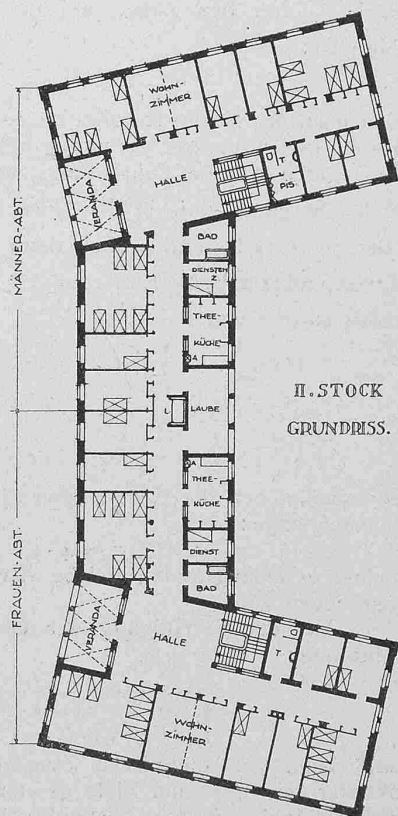 WOHN-
ZIMMER
VERANDA
HALLE
T
PIS.
BAD
DIENSTEN
Z
THEE-
KÜCHE
A
L
LAUBE
II. STOCK
GRUNDRISS.
MÄNNER-ABT.
FRAUEN-ABT.
A
THEE-
KÜCHE
DIENST
BAD
VERANDA
HALLE
T
WOHN-
ZIMMER